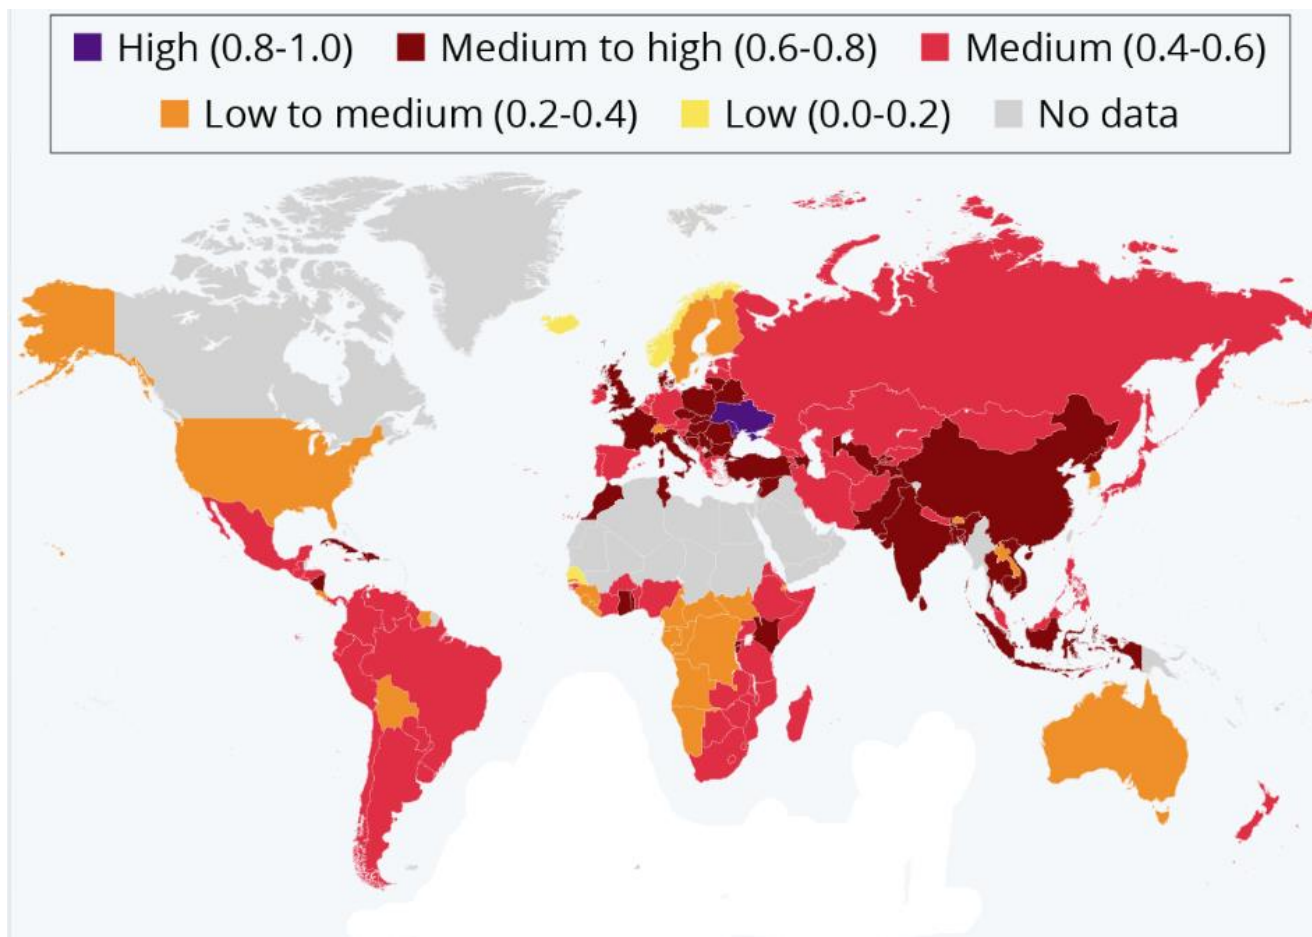 High (0.8-1.0) Medium to high (0.6-0.8) Medium (0.4-0.6)
Low to medium (0.2-0.4) Low (0.0-0.2) No data